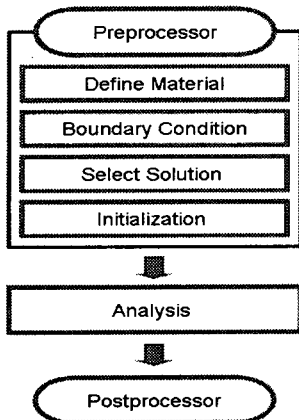 Preprocessor
Define Material
Boundary Condition
Select Solution
Initialization
Analysis
Postprocessor